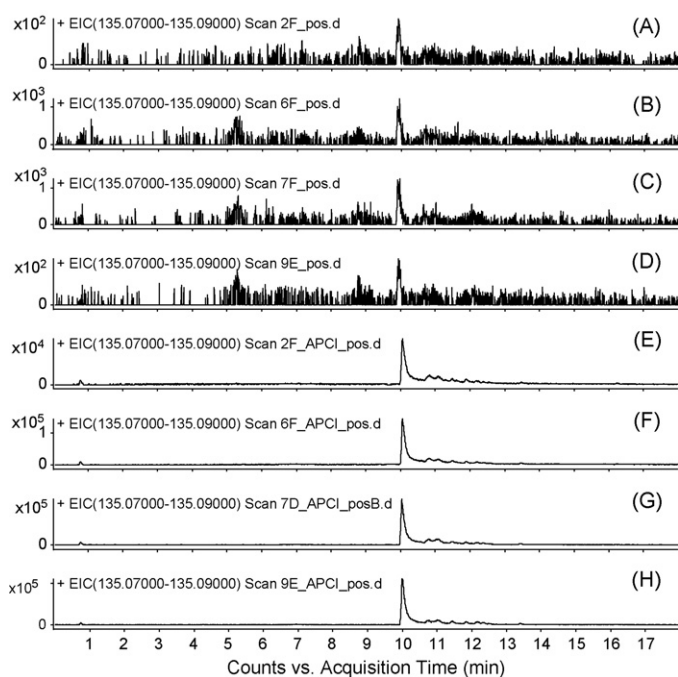 x10² + EIC(135.07000-135.09000) Scan 2F_pos.d (A)
0
x10³ + EIC(135.07000-135.09000) Scan 6F_pos.d (B)
1
0
x10³ + EIC(135.07000-135.09000) Scan 7F_pos.d (C)
1
0
x10² + EIC(135.07000-135.09000) Scan 9E_pos.d (D)
0
x10⁴ + EIC(135.07000-135.09000) Scan 2F_APCI_pos.d (E)
0
x10⁵ + EIC(135.07000-135.09000) Scan 6F_APCI_pos.d (F)
1
0
x10⁵ + EIC(135.07000-135.09000) Scan 7D_APCI_posB.d (G)
0
x10⁵ + EIC(135.07000-135.09000) Scan 9E_APCI_pos.d (H)
0
1 2 3 4 5 6 7 8 9 10 11 12 13 14 15 16 17
Counts vs. Acquisition Time (min)